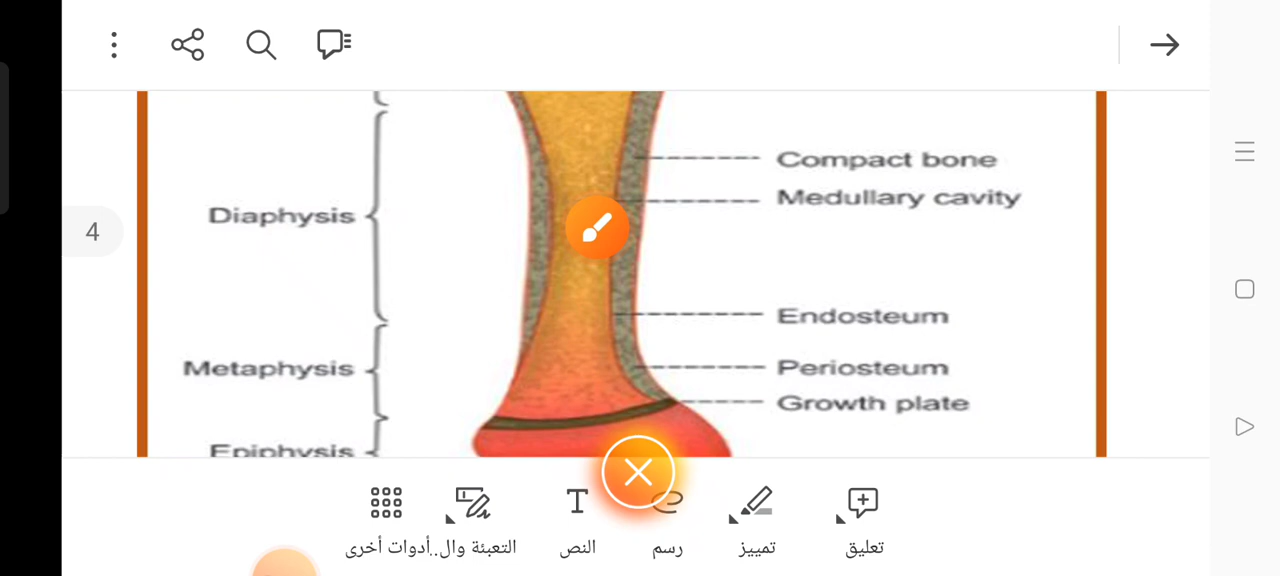 4
Diaphysis
Metaphysis
Epiphysis
Compact bone
Medullary cavity
Endosteum
Periosteum
Growth plate
تعليق
تمييز
رسم
النص
التعبئة وال..
أدوات أخرى